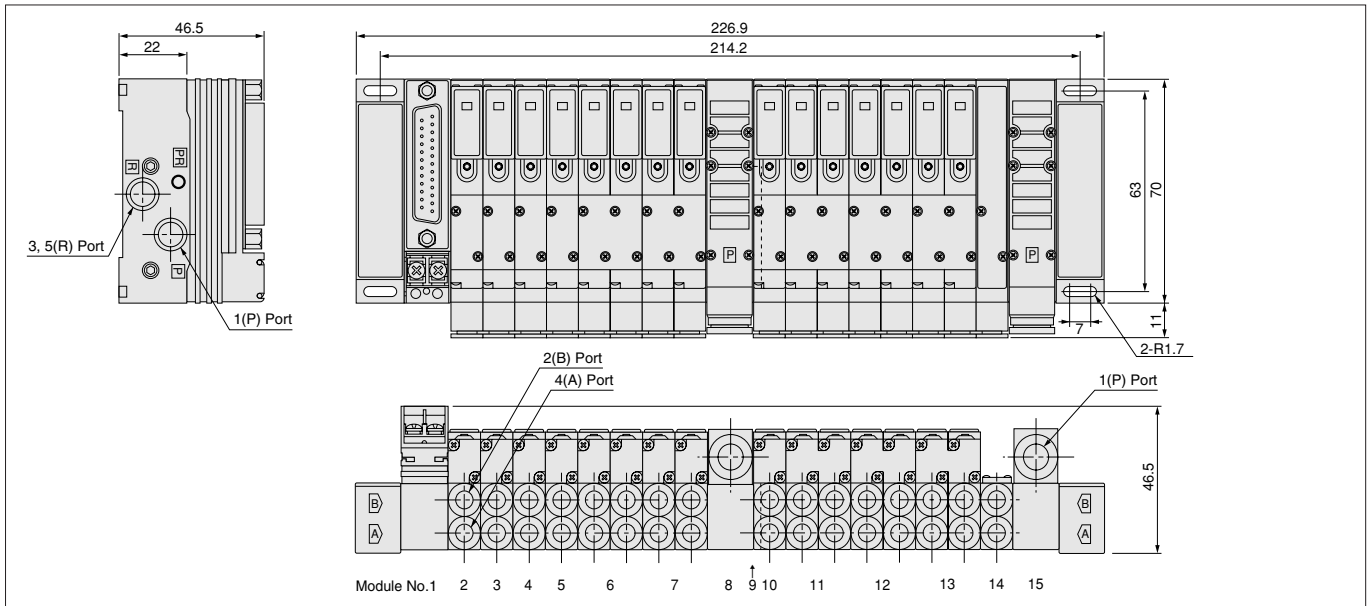 46.5
22
R
PR
P
3, 5(R) Port
1(P) Port
226.9
214.2
P
P
63
70
11
7
2-R1.7
2(B) Port
4(A) Port
1(P) Port
B
A
B
A
46.5
Module No.1 2 3 4 5 6 7 8 9 10 11 12 13 14 15